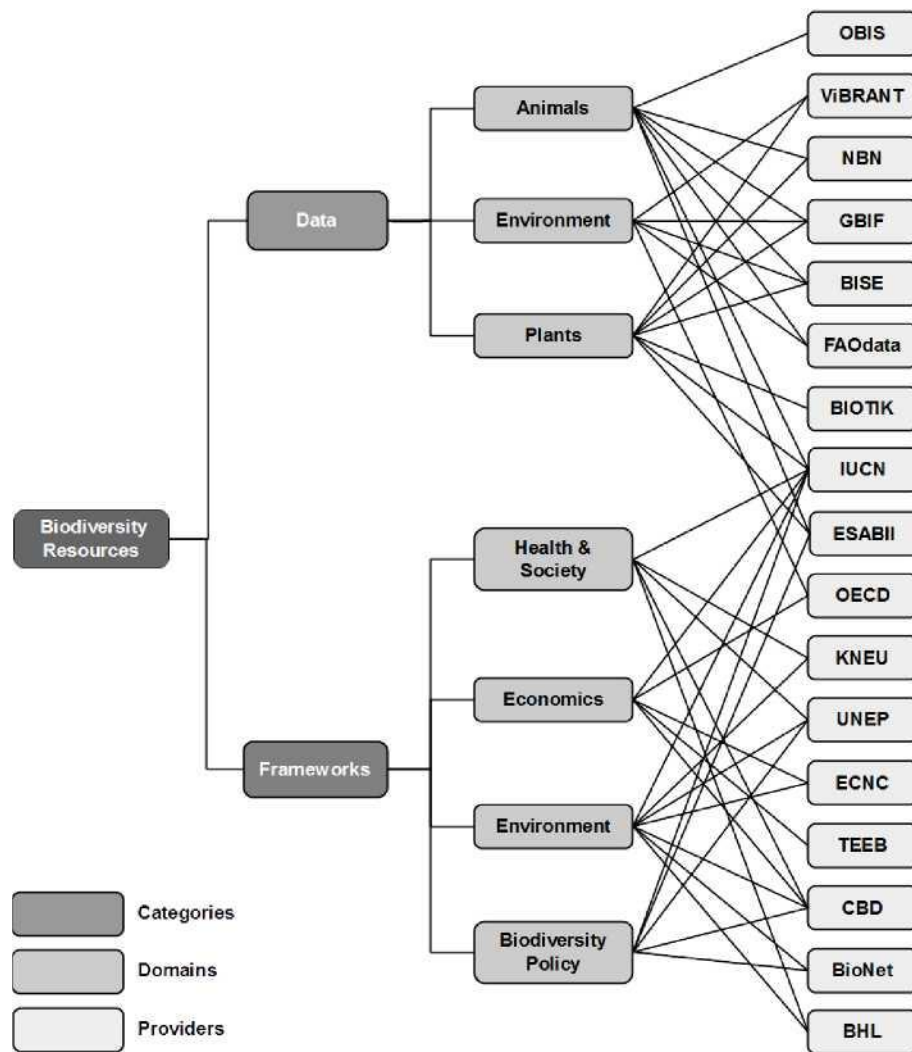 Biodiversity
Resources
Data
Frameworks
Animals
Environment
Plants
Health &
Society
Economics
Environment
Biodiversity
Policy
OBIS
ViBRANT
NBN
GBIF
BISE
FAOdata
BIOTIK
IUCN
ESABII
OECD
KNEU
UNEP
ECNC
TEEB
CBD
BioNet
BHL
Categories
Domains
Providers